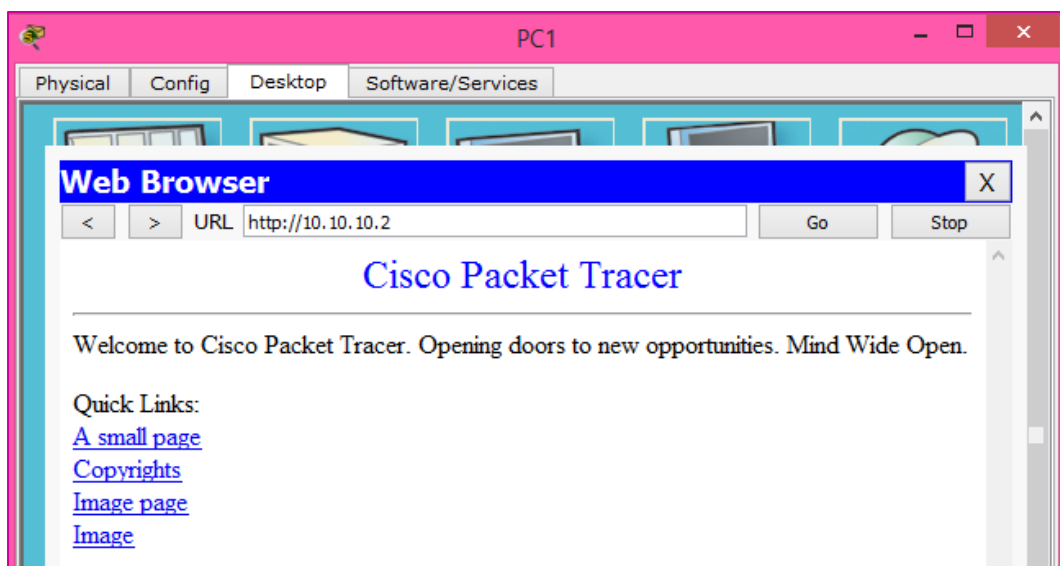 PC1
Physical Config Desktop Software/Services
Web Browser X
< > URL http://10.10.10.2 Go Stop
Cisco Packet Tracer
Welcome to Cisco Packet Tracer. Opening doors to new opportunities. Mind Wide Open.
Quick Links:
A small page
Copyrights
Image page
Image